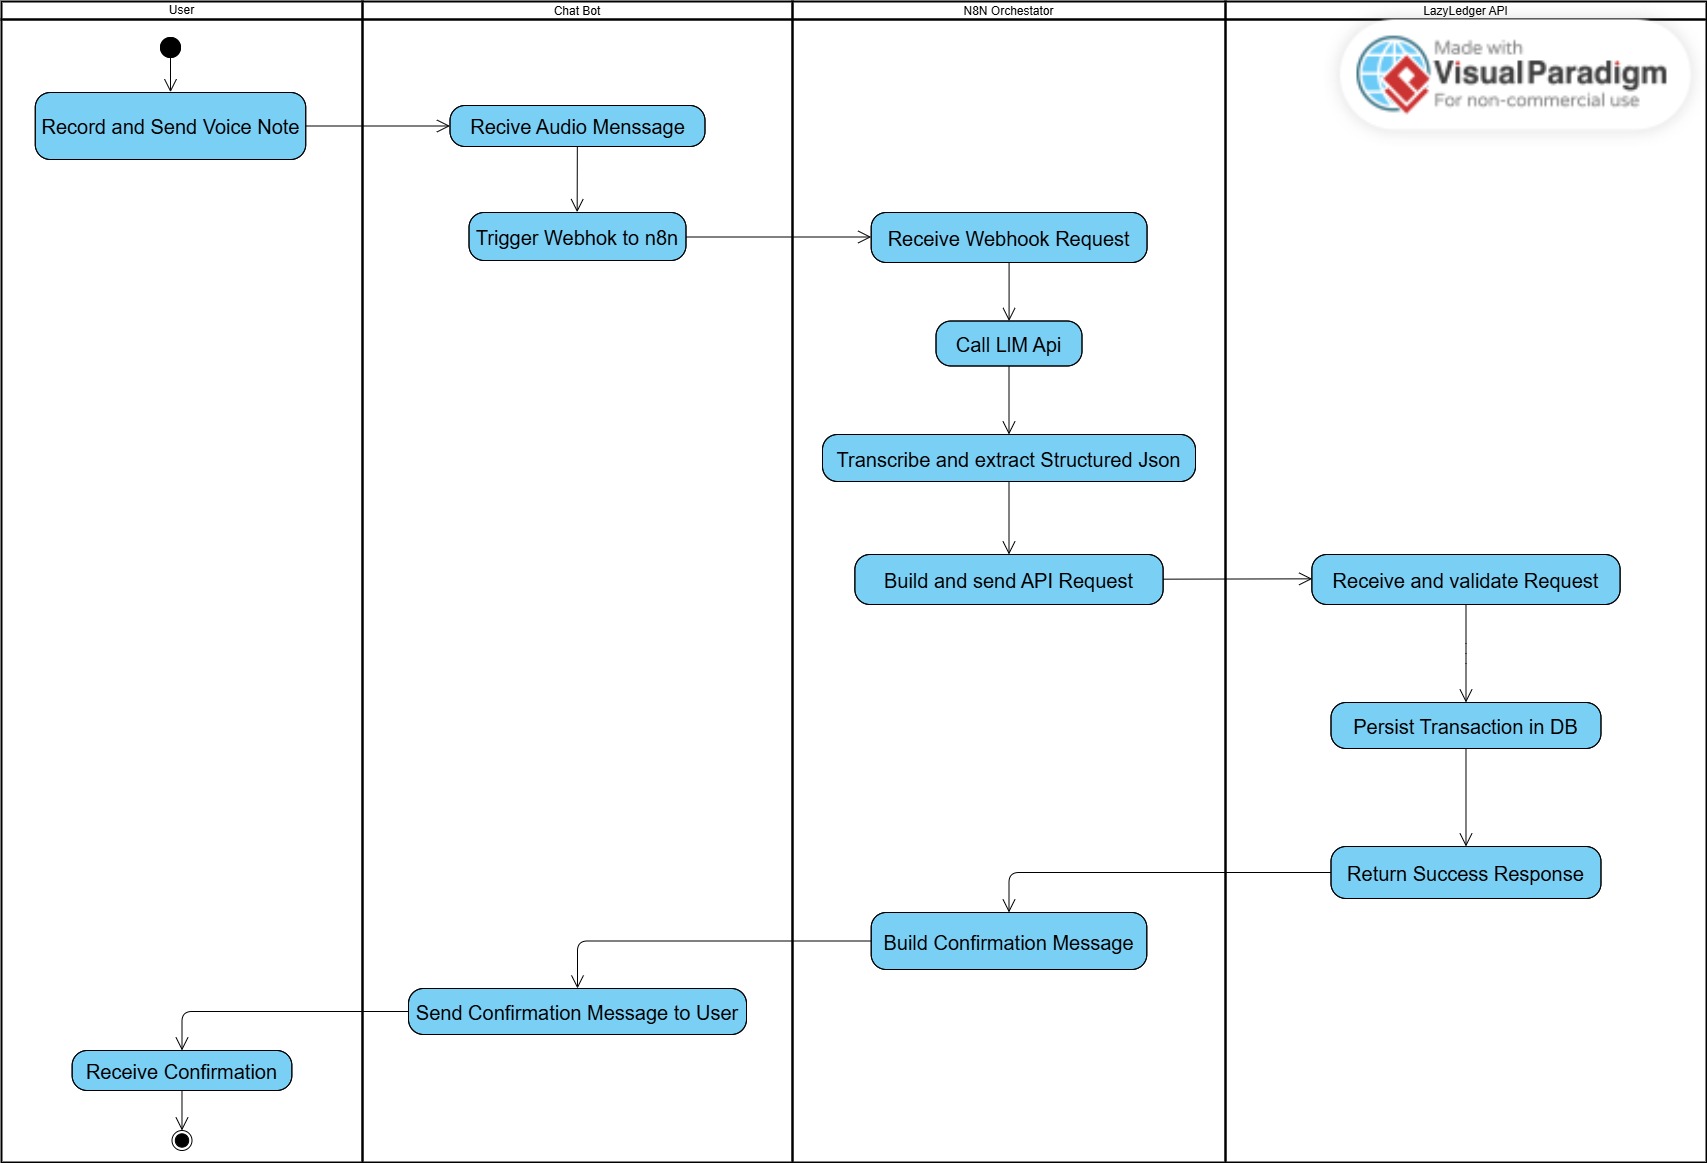 User
Chat Bot
N8N Orchestator
LazyLedger API
Made with
VisualParadigm
For non-commercial use
Record and Send Voice Note
Recive Audio Menssage
Trigger Webhok to n8n
Receive Webhook Request
Call LIM Api
Transcribe and extract Structured Json
Build and send API Request
Receive and validate Request
Persist Transaction in DB
Return Success Response
Build Confirmation Message
Send Confirmation Message to User
Receive Confirmation